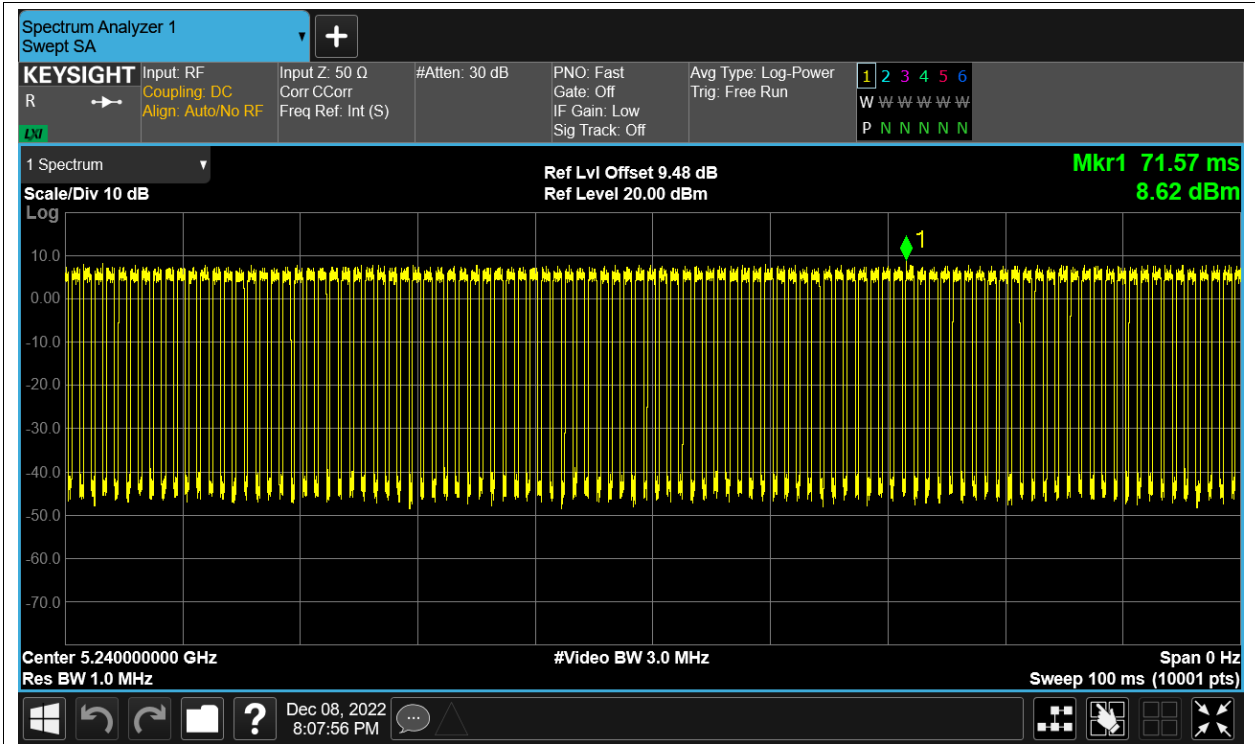 Spectrum Analyzer 1
Swept SA
+
KEYSIGHT
R
LXI
Input: RF
Coupling: DC
Align: Auto/No RF
Input Z: 50 Ω
Corr CCorr
Freq Ref: Int (S)
#Atten: 30 dB
PNO: Fast
Gate: Off
IF Gain: Low
Sig Track: Off
Avg Type: Log-Power
Trig: Free Run
1 2 3 4 5 6
W W W W W W
P N N N N N
1 Spectrum
Scale/Div 10 dB
Ref Lvl Offset 9.48 dB
Ref Level 20.00 dBm
Mkr1 71.57 ms
8.62 dBm
Log
1
10.0
0.00
-10.0
-20.0
-30.0
-40.0
-50.0
-60.0
-70.0
Center 5.240000000 GHz
Res BW 1.0 MHz
#Video BW 3.0 MHz
Span 0 Hz
Sweep 100 ms (10001 pts)
?
Dec 08, 2022
8:07:56 PM